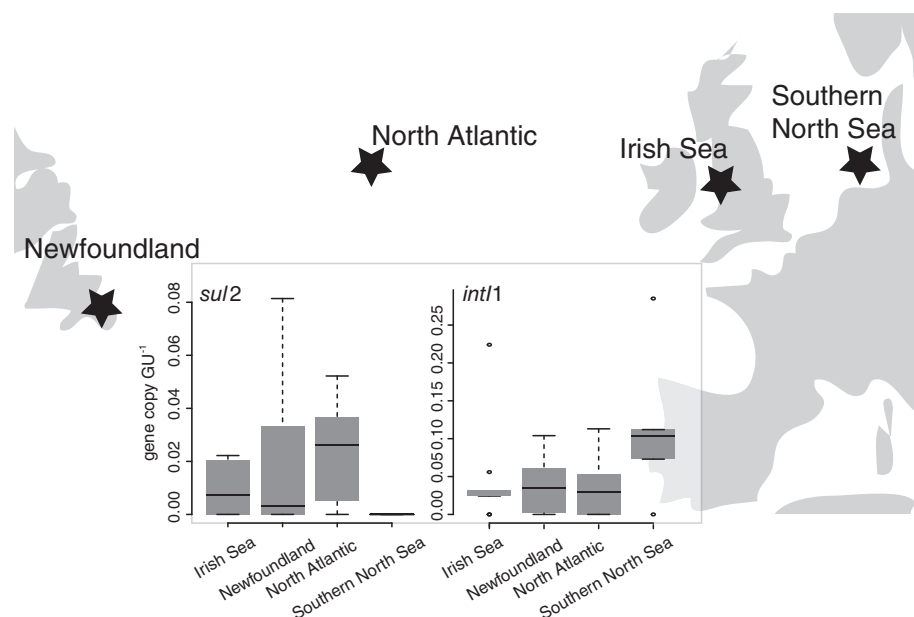 Southern
North Sea
North Atlantic
Irish Sea
Newfoundland
sul2
intI1
gene copy GU-1
0.08
0.06
0.04
0.02
0.00
0.25
0.20
0.15
0.10
0.05
0.00
Irish Sea
Newfoundland
North Atlantic
Southern North Sea
Irish Sea
Newfoundland
North Atlantic
Southern North Sea